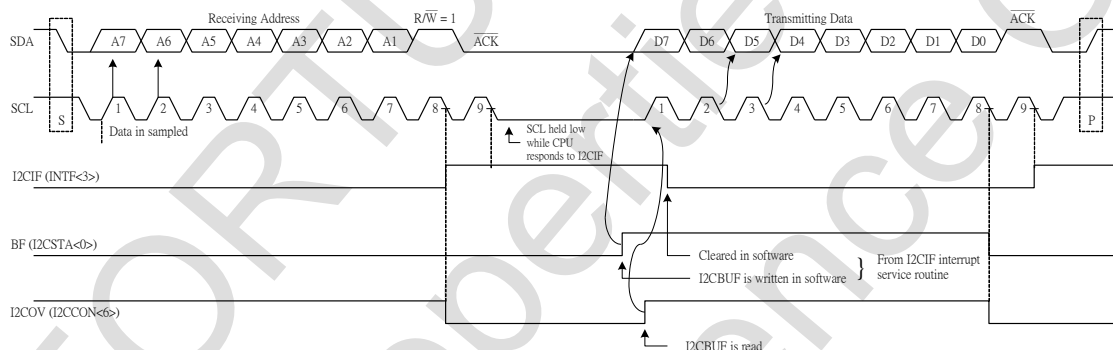 Receiving Address
R/W = 1
Transmitting Data
ACK
SDA
A7 A6 A5 A4 A3 A2 A1
ACK
D7 D6 D5 D4 D3 D2 D1 D0
SCL
S
1 2 3 4 5 6 7 8 9
1 2 3 4 5 6 7 8 9
P
Data in sampled
SCL held low
while CPU
responds to I2CIF
I2CIF (INTF<3>)
BF (I2CSTA<0>)
Cleared in software
I2CBUF is written in software
} From I2CIF interrupt
service routine
I2COV (I2CCON<6>)
I2CBUF is read